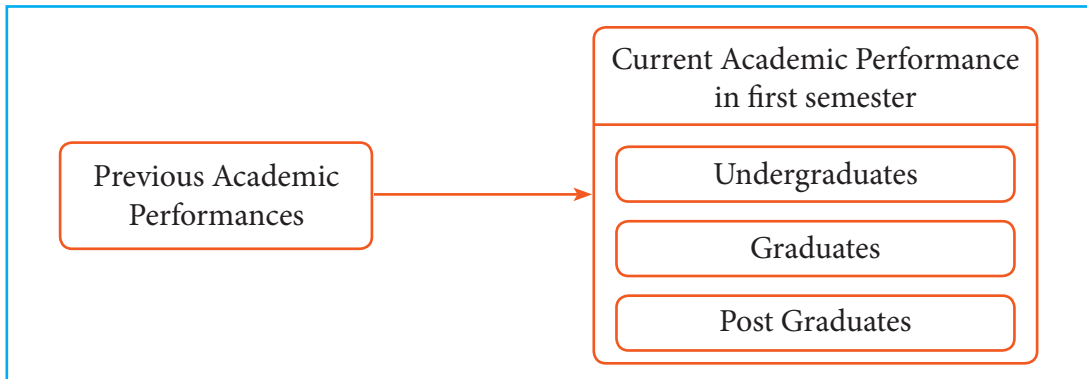 Previous Academic
Performances
Current Academic Performance
in first semester
Undergraduates
Graduates
Post Graduates